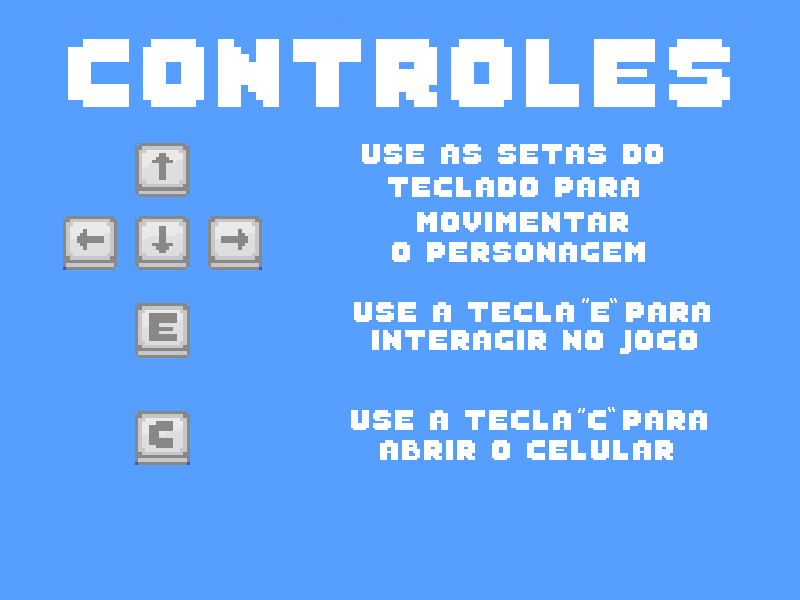 CONTROLES
↑
USE AS SETAS DO
TECLADO PARA
← ↓ →
MOVIMENTAR
O PERSONAGEM
E
USE A TECLA "E" PARA
INTERAGIR NO JOGO
C
USE A TECLA "C" PARA
ABRIR O CELULAR